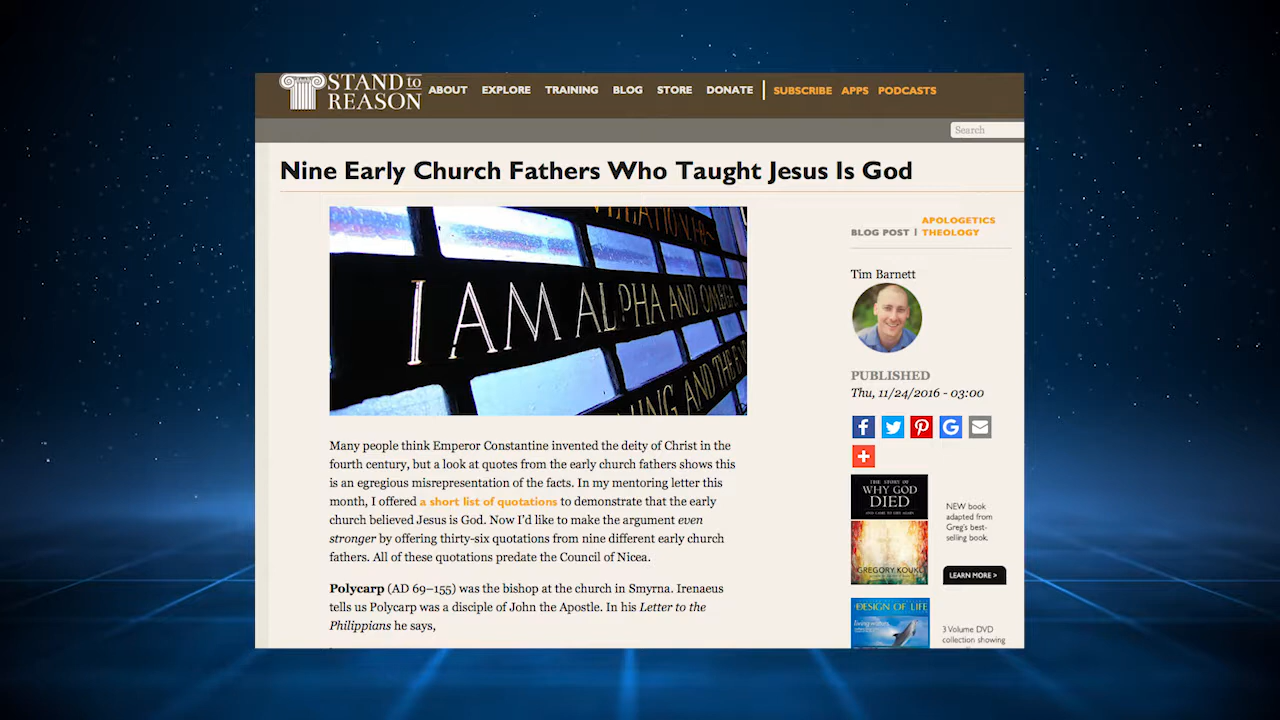 STAND to
REASON
ABOUT EXPLORE TRAINING BLOG STORE DONATE SUBSCRIBE APPS PODCASTS
Search
Nine Early Church Fathers Who Taught Jesus Is God
I AM ALPHA AND OMEGA
AND THE
Many people think Emperor Constantine invented the deity of Christ in the
fourth century, but a look at quotes from the early church fathers shows this
is an egregious misrepresentation of the facts. In my mentoring letter this
month, I offered a short list of quotations to demonstrate that the early
church believed Jesus is God. Now I'd like to make the argument even
stronger by offering thirty-six quotations from nine different early church
fathers. All of these quotations predate the Council of Nicea.
Polycarp (AD 69–155) was the bishop at the church in Smyrna. Irenaeus
tells us Polycarp was a disciple of John the Apostle. In his Letter to the
Philippians he says,
BLOG POST | APOLOGETICS
THEOLOGY
Tim Barnett
PUBLISHED
Thu, 11/24/2016 - 03:00
THE STORY OF
WHY GOD
DIED
AND CAME TO LIFE AGAIN
GREGORY KOUKL
NEW book
adapted from
Greg's best-
selling book.
LEARN MORE >
DESIGN OF LIFE
living waters
3 Volume DVD
collection showing